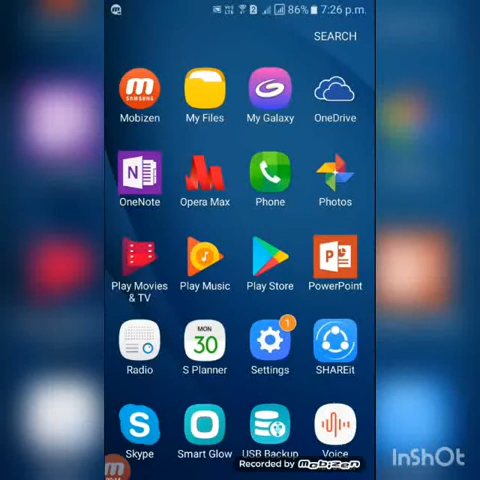 86% 7:26 p.m.
SEARCH
m
SAMSUNG
Mobizen My Files My Galaxy OneDrive
N
OneNote Opera Max Phone Photos
P
Play Movies & TV Play Music Play Store PowerPoint
1
MON
30
Radio S Planner Settings SHAREit
S
Skype Smart Glow USB Backup Voice
Recorded by mobizen
InShOt